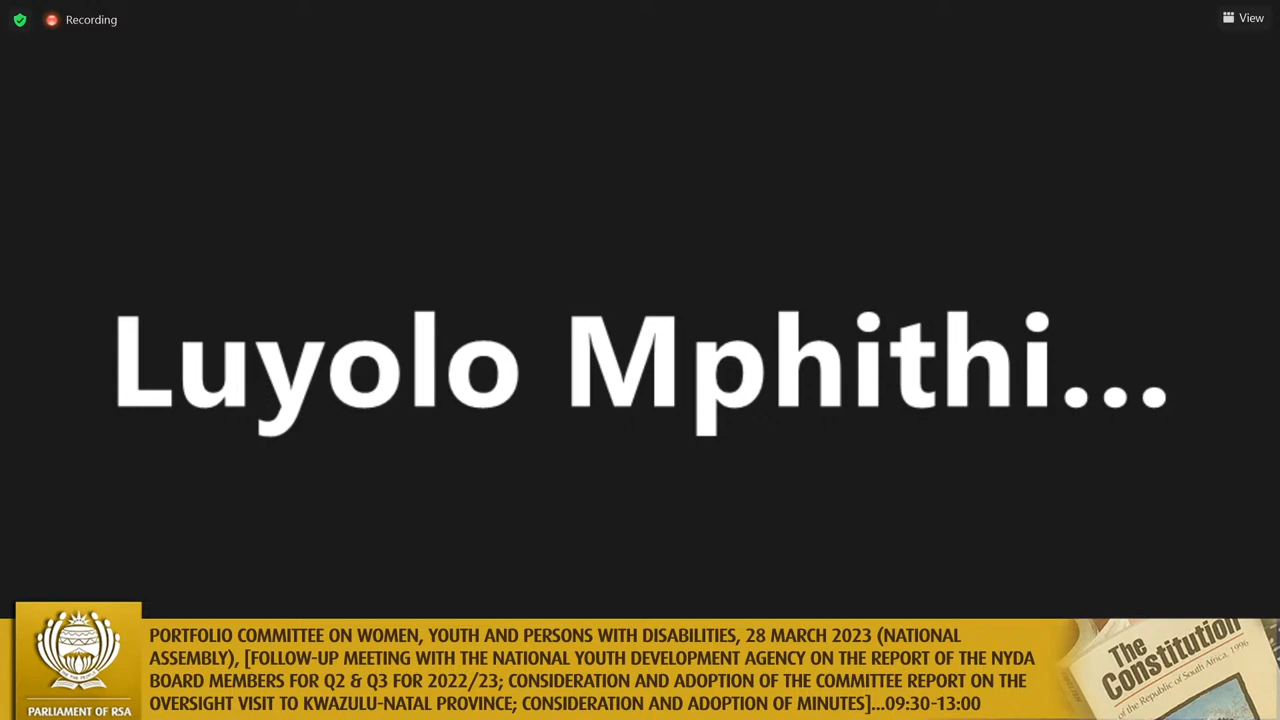 Recording
View
Luyolo Mphithi...
PORTFOLIO COMMITTEE ON WOMEN, YOUTH AND PERSONS WITH DISABILITIES, 28 MARCH 2023 (NATIONAL
ASSEMBLY), [FOLLOW-UP MEETING WITH THE NATIONAL YOUTH DEVELOPMENT AGENCY ON THE REPORT OF THE NYDA
BOARD MEMBERS FOR Q2 & Q3 FOR 2022/23; CONSIDERATION AND ADOPTION OF THE COMMITTEE REPORT ON THE
OVERSIGHT VISIT TO KWAZULU-NATAL PROVINCE; CONSIDERATION AND ADOPTION OF MINUTES]...09:30-13:00
PARLIAMENT OF RSA
The
Constitution
of the Republic of South Africa, 1996